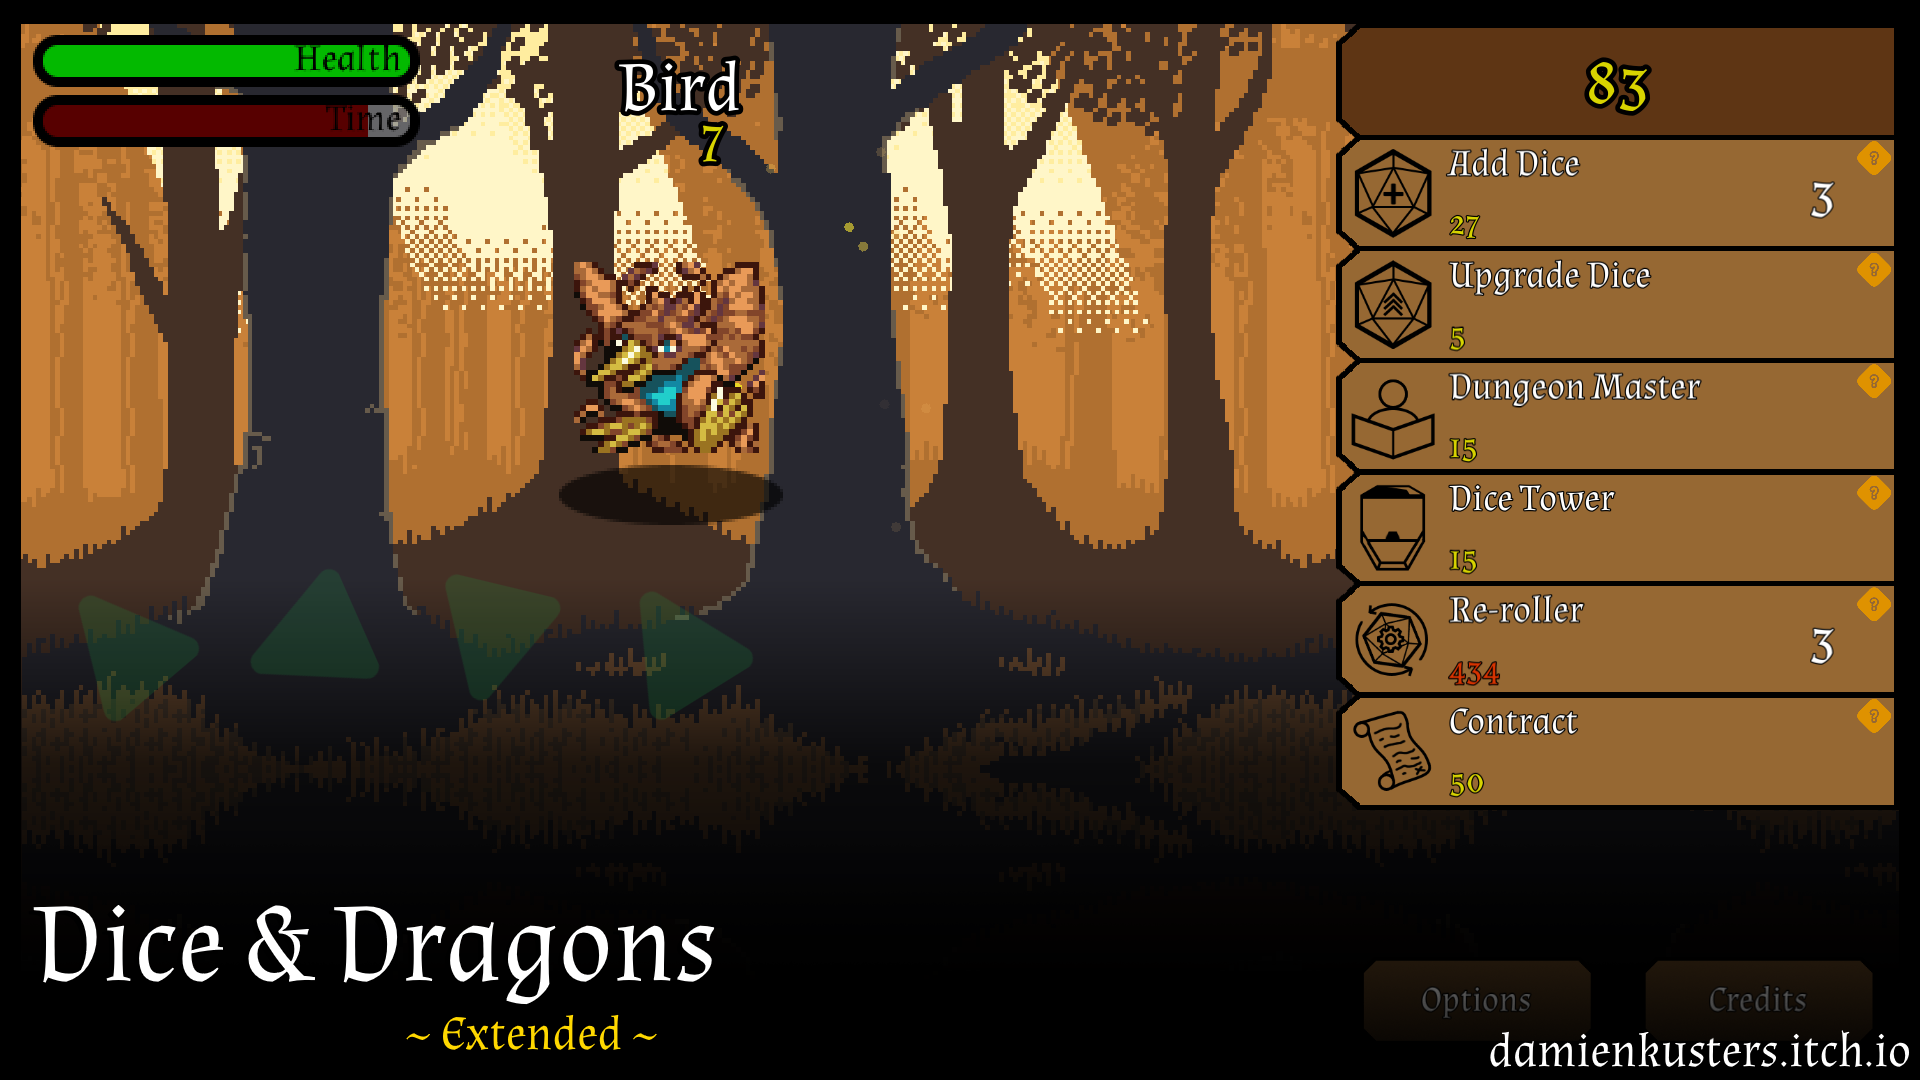 Health
Time
Bird
7
83
Add Dice
27
3
?
Upgrade Dice
5
?
Dungeon Master
15
?
Dice Tower
15
?
Re-roller
434
3
?
Contract
50
?
Dice & Dragons
~ Extended ~
Options
Credits
damienkusters.itch.io